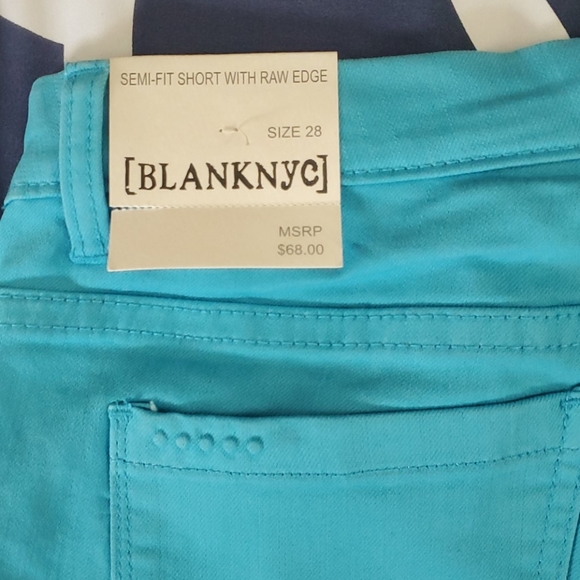 SEMI-FIT SHORT WITH RAW EDGE
SIZE 28
[BLANKNYC]
MSRP
$68.00